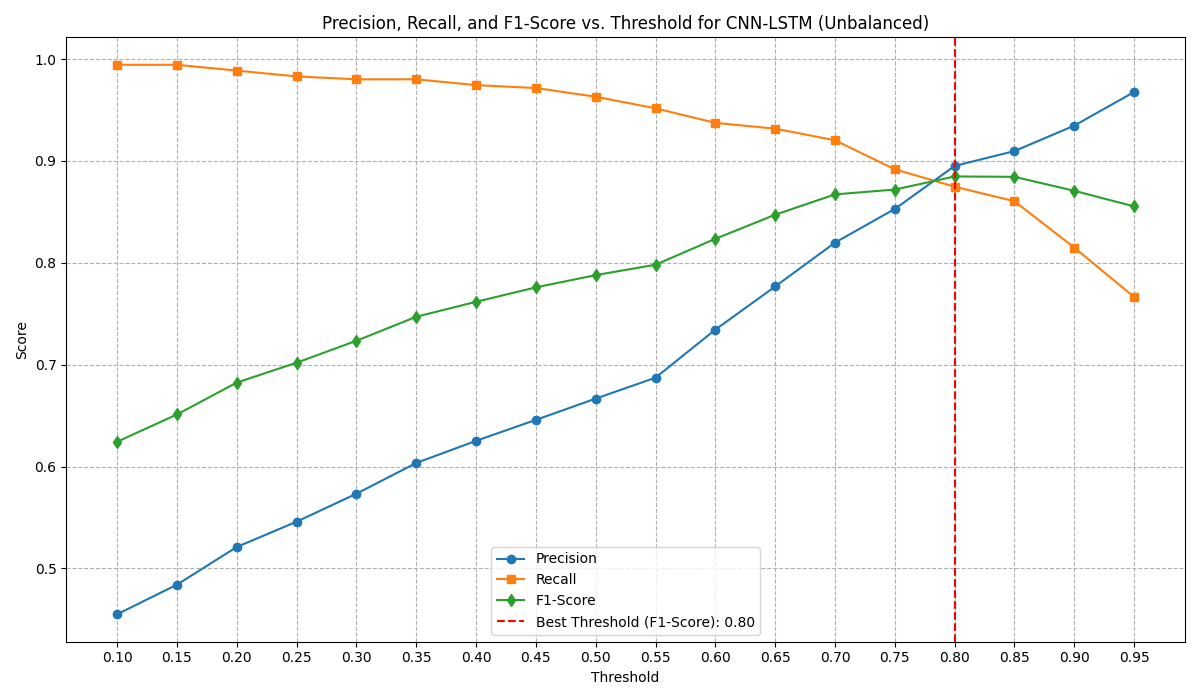 Precision, Recall, and F1-Score vs. Threshold for CNN-LSTM (Unbalanced)
Score
1.0
0.9
0.8
0.7
0.6
0.5
Precision
Recall
F1-Score
Best Threshold (F1-Score): 0.80
0.10 0.15 0.20 0.25 0.30 0.35 0.40 0.45 0.50 0.55 0.60 0.65 0.70 0.75 0.80 0.85 0.90 0.95
Threshold